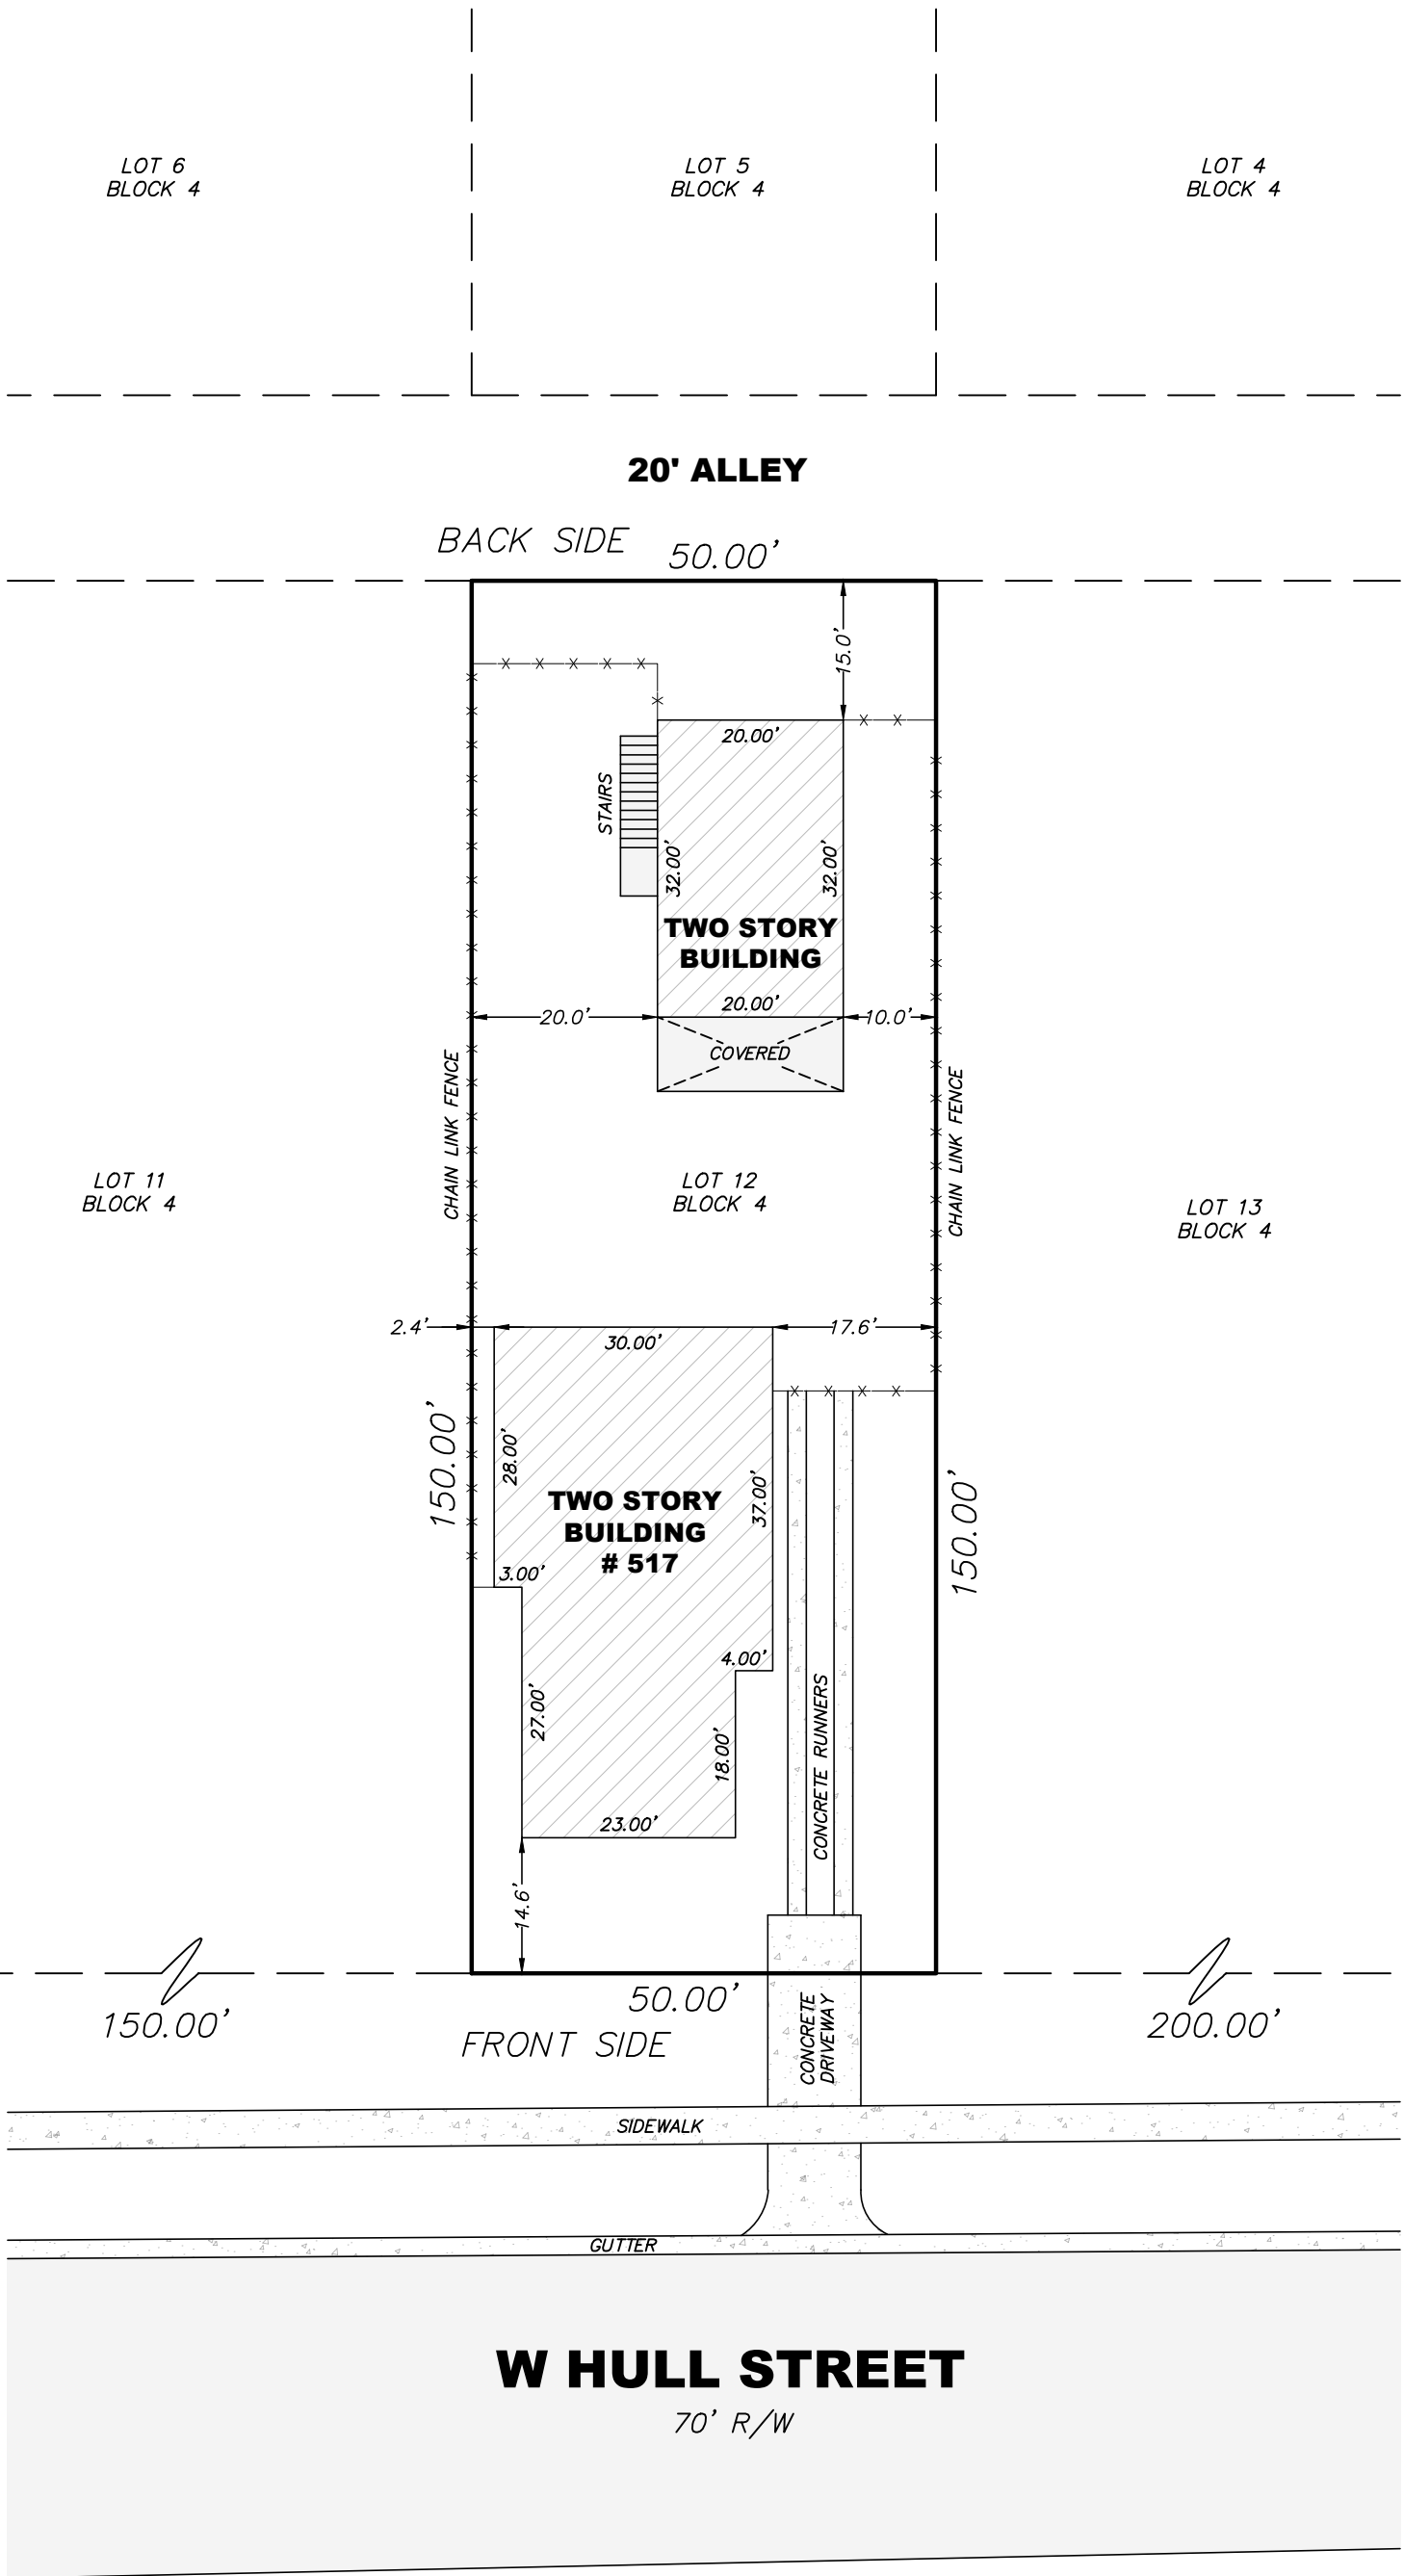 LOT 6
BLOCK 4
LOT 5
BLOCK 4
LOT 4
BLOCK 4
20' ALLEY
BACK SIDE
50.00'
15.0'
20.00'
STAIRS
32.00'
32.00'
TWO STORY
BUILDING
20.00'
20.0'
10.0'
COVERED
CHAIN LINK FENCE
CHAIN LINK FENCE
LOT 11
BLOCK 4
LOT 12
BLOCK 4
LOT 13
BLOCK 4
2.4'
30.00'
17.6'
150.00'
28.00'
37.00'
TWO STORY
BUILDING
# 517
150.00'
3.00'
4.00'
27.00'
18.00'
CONCRETE RUNNERS
23.00'
14.6'
50.00'
150.00'
200.00'
FRONT SIDE
CONCRETE
DRIVEWAY
SIDEWALK
GUTTER
W HULL STREET
70' R/W